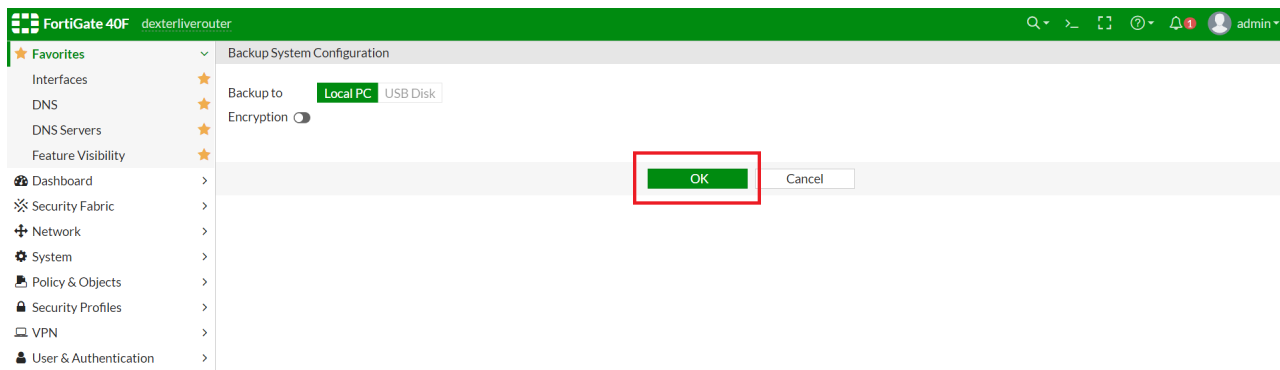 FortiGate 40F dexterliverouter
1 admin
Favorites
Interfaces
DNS
DNS Servers
Feature Visibility
Dashboard
Security Fabric
Network
System
Policy & Objects
Security Profiles
VPN
User & Authentication
Backup System Configuration
Backup to Local PC USB Disk
Encryption
OK Cancel